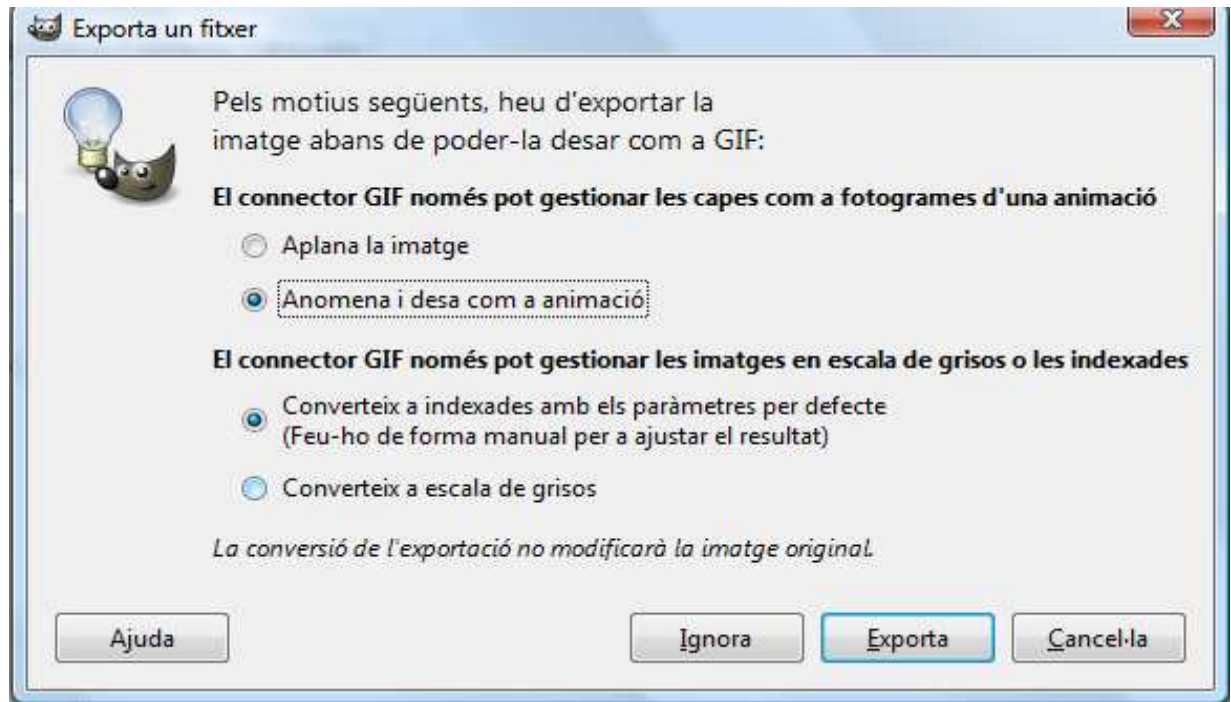 Exporta un fitxer
Pels motius següents, heu d'exportar la
imatge abans de poder-la desar com a GIF:
El connector GIF només pot gestionar les capes com a fotogrames d'una animació
Aplana la imatge
Anomena i desa com a animació
El connector GIF només pot gestionar les imatges en escala de grisos o les indexades
Converteix a indexades amb els paràmetres per defecte
(Feu-ho de forma manual per a ajustar el resultat)
Converteix a escala de grisos
La conversió de l'exportació no modificarà la imatge original.
Ajuda Ignora Exporta Cancel·la